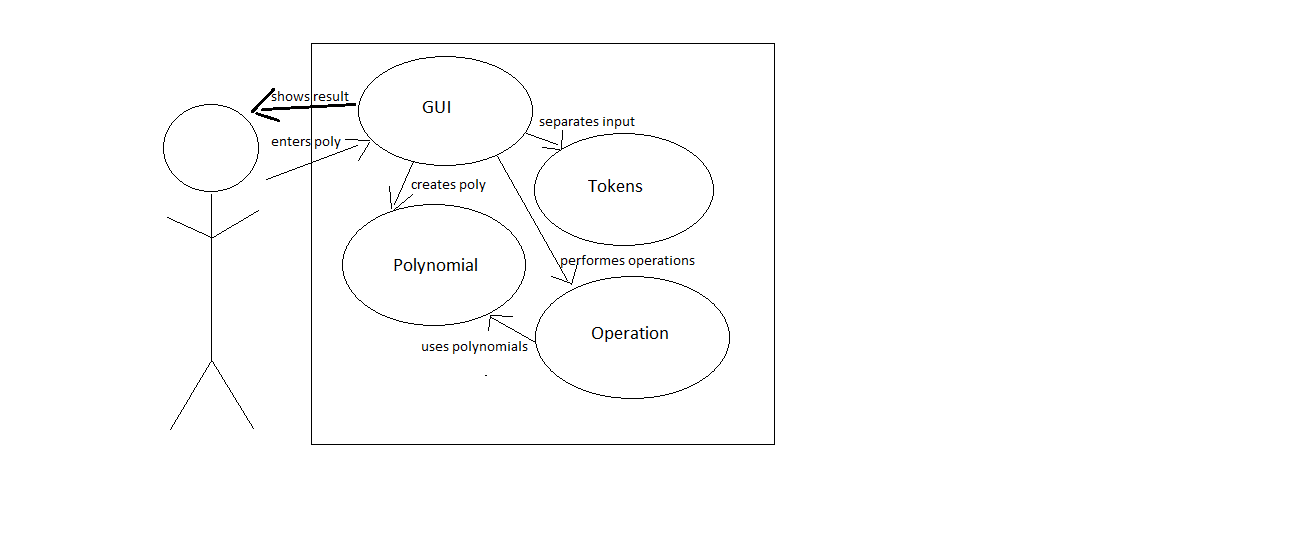 shows result
GUI
separates input
enters poly
creates poly
Tokens
performes operations
Polynomial
Operation
uses polynomials